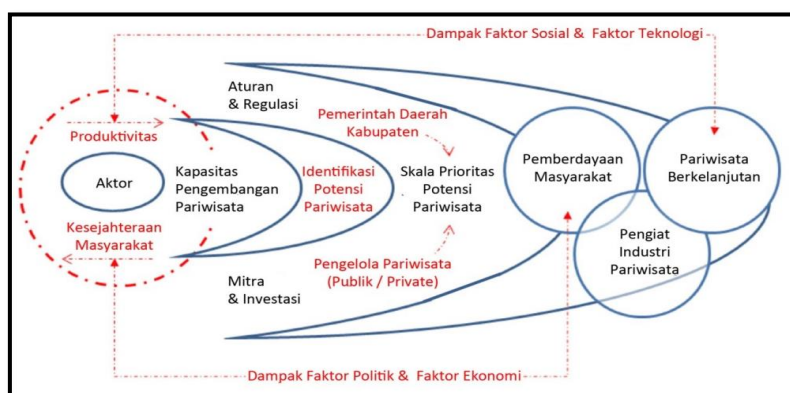 Dampak Faktor Sosial & Faktor Teknologi
Aturan
& Regulasi
Pemerintah Daerah
Kabupaten
Produktivitas
Aktor
Kapasitas
Pengembangan
Pariwisata
Identifikasi
Potensi
Pariwisata
Skala Prioritas
Potensi
Pariwisata
Pemberdayaan
Masyarakat
Pariwisata
Berkelanjutan
Kesejahteraan
Masyarakat
Pengelola Pariwisata
(Publik / Private)
Pengiat
Industri
Pariwisata
Mitra
& Investasi
Dampak Faktor Politik & Faktor Ekonomi